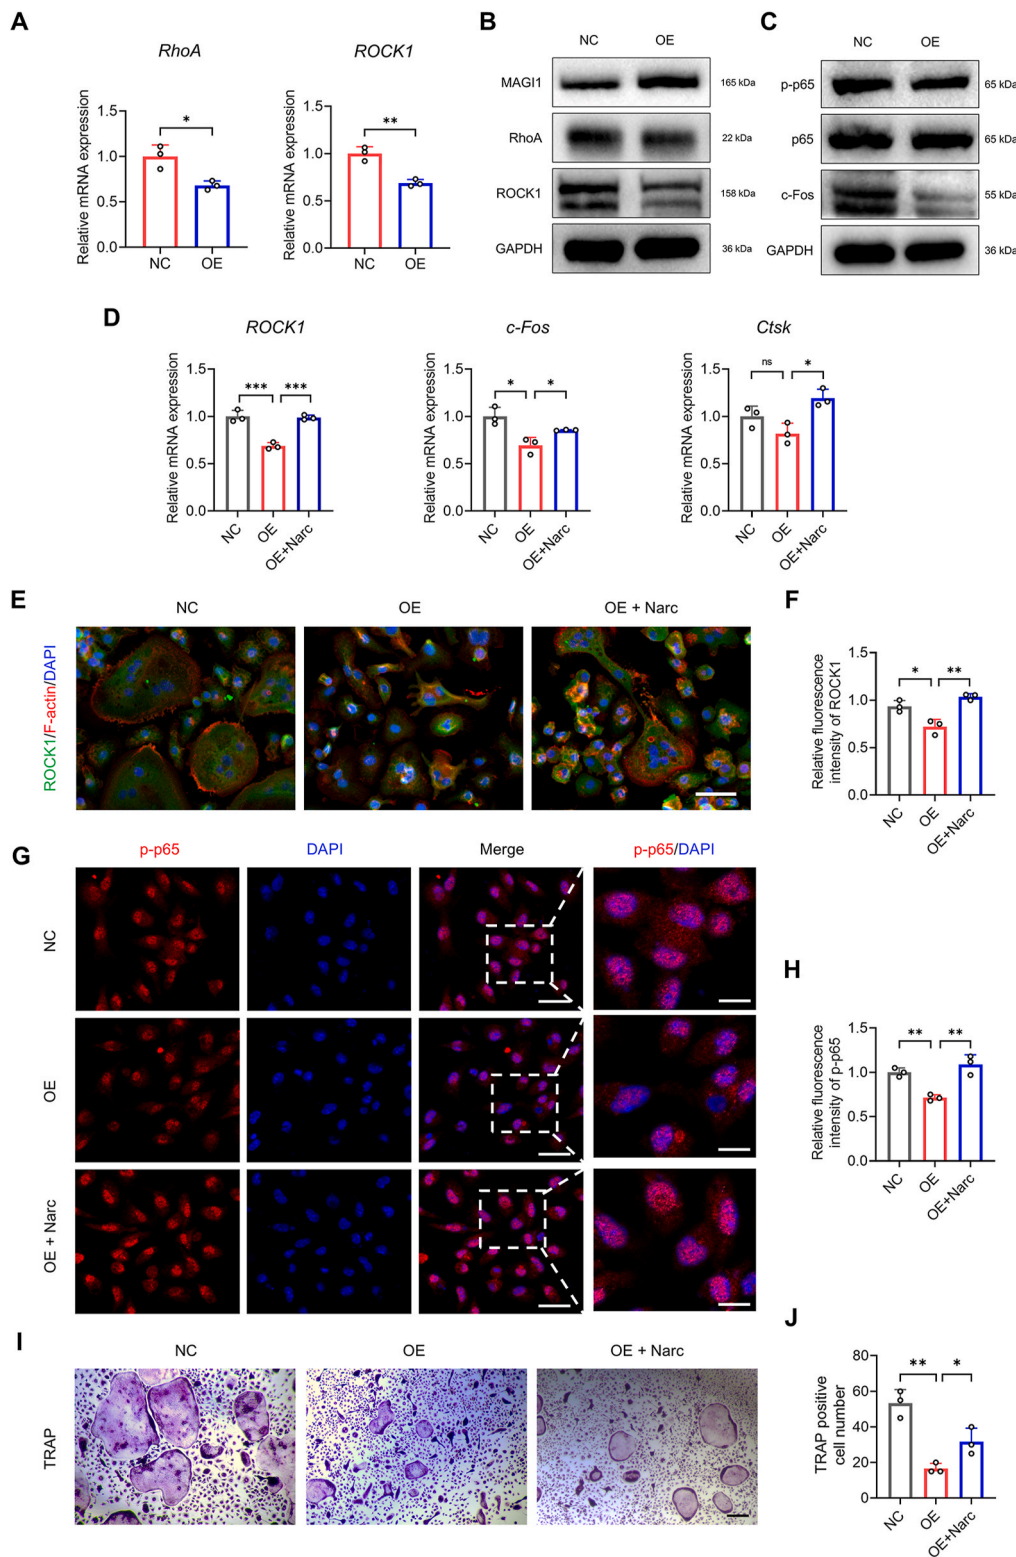 A
RhoA
ROCK1
Relative mRNA expression
1.5
1.0
0.5
0.0
*
NC
OE
Relative mRNA expression
1.5
1.0
0.5
0.0
**
NC
OE
B
NC OE
MAGI1 165 kDa
RhoA 22 kDa
ROCK1 158 kDa
GAPDH 36 kDa
C
NC OE
p-p65 65 kDa
p65 65 kDa
c-Fos 55 kDa
GAPDH 36 kDa
D
ROCK1
Relative mRNA expression
1.5
1.0
0.5
0.0
*** ***
NC
OE
OE+Narc
c-Fos
Relative mRNA expression
1.5
1.0
0.5
0.0
* *
NC
OE
OE+Narc
Ctsk
Relative mRNA expression
1.5
1.0
0.5
0.0
ns *
NC
OE
OE+Narc
E
NC OE OE + Narc
ROCK1/F-actin/DAPI
F
Relative fluorescence
intensity of ROCK1
1.5
1.0
0.5
0.0
* **
NC
OE
OE+Narc
G
p-p65 DAPI Merge p-p65/DAPI
NC
OE
OE + Narc
H
Relative fluorescence
intensity of p-p65
1.5
1.0
0.5
0.0
** **
NC
OE
OE+Narc
I
NC OE OE + Narc
TRAP
J
TRAP positive
cell number
80
60
40
20
0
** *
NC
OE
OE+Narc